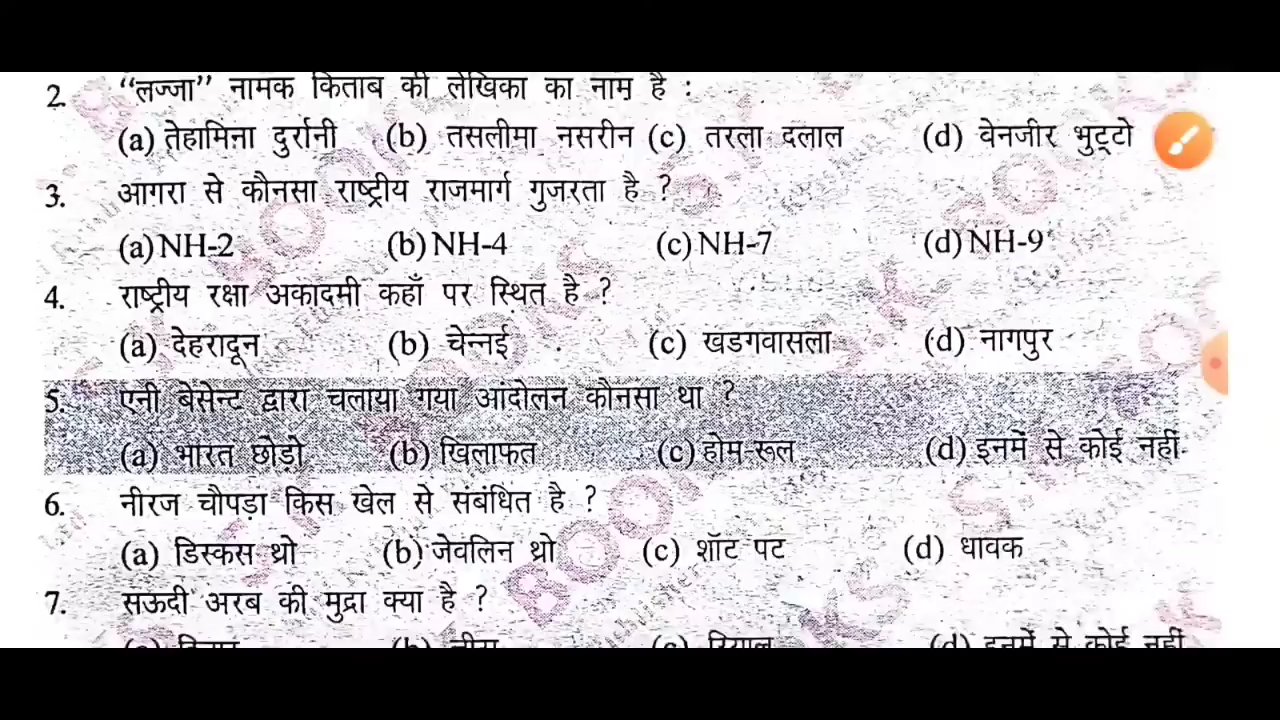 2. “लज्जा” नामक किताब की लेखिका का नाम है :
(a) तेहामिना दुर्रानी (b) तसलीमा नसरीन (c) तरला दलाल (d) वेनजीर भुट्टो
3. आगरा से कौनसा राष्ट्रीय राजमार्ग गुजरता है ?
(a) NH-2 (b) NH-4 (c) NH-7 (d) NH-9
4. राष्ट्रीय रक्षा अकादमी कहाँ पर स्थित है ?
(a) देहरादून (b) चेन्नई (c) खडगवासला (d) नागपुर
5. एनी बेसेन्ट द्वारा चलाया गया आंदोलन कौनसा था ?
(a) भारत छोड़ो (b) खिलाफत (c) होम-रूल (d) इनमें से कोई नहीं
6. नीरज चौपड़ा किस खेल से संबंधित है ?
(a) डिस्कस थ्रो (b) जेवलिन थ्रो (c) शॉट पट (d) धावक
7. सऊदी अरब की मुद्रा क्या है ?
(c) रियाल (d) इनमें से कोई नहीं